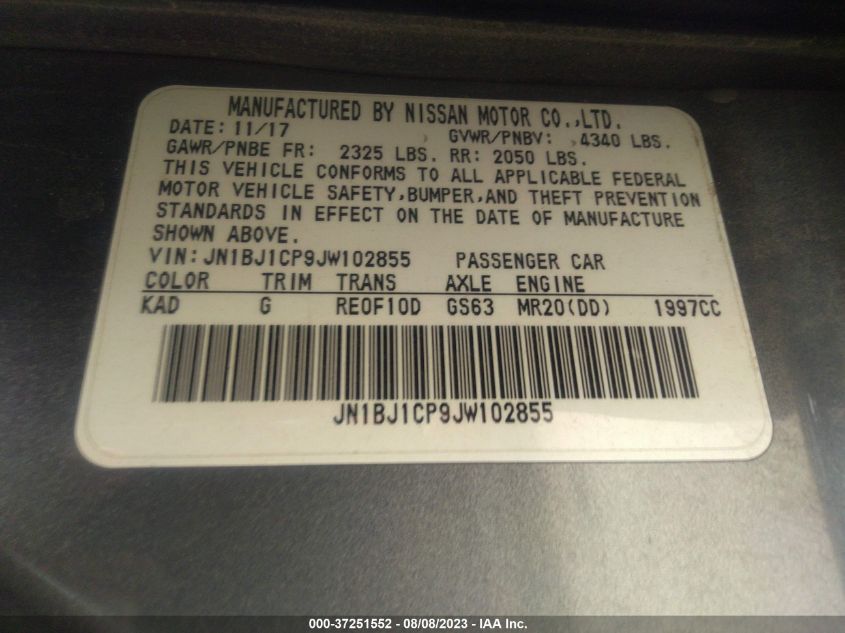 MANUFACTURED BY NISSAN MOTOR CO.,LTD.
DATE: 11/17 GVWR/PNBV: 4340 LBS.
GAWR/PNBE FR: 2325 LBS. RR: 2050 LBS.
THIS VEHICLE CONFORMS TO ALL APPLICABLE FEDERAL
MOTOR VEHICLE SAFETY,BUMPER,AND THEFT PREVENTION
STANDARDS IN EFFECT ON THE DATE OF MANUFACTURE
SHOWN ABOVE.
VIN:JN1BJ1CP9JW102855 PASSENGER CAR
COLOR TRIM TRANS AXLE ENGINE
KAD G RE0F10D GS63 MR20(DD) 1997CC
JN1BJ1CP9JW102855
000-37251552 - 08/08/2023 - IAA Inc.